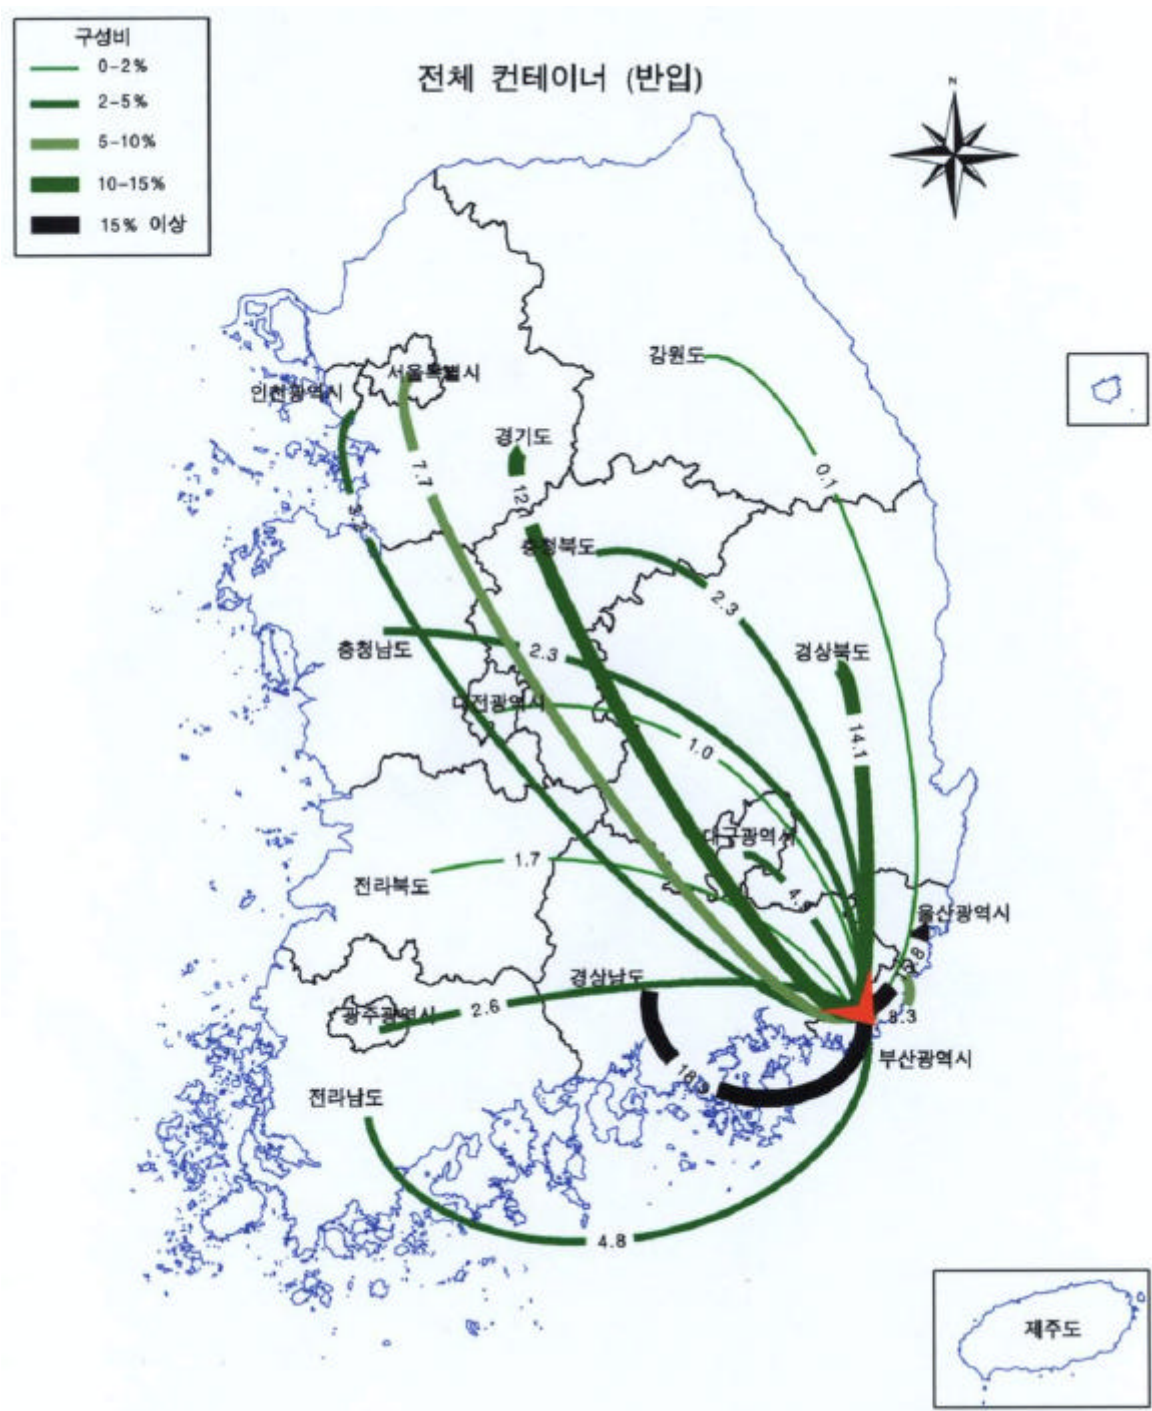 구성비
0-2%
2-5%
5-10%
10-15%
15% 이상
전체 컨테이너 (반입)
N
강원도
서울특별시
인천광역시
경기도
0.1
7.7
충청북도
2.3
충청남도
2.3
경상북도
대전광역시
1.0
14.1
대구광역시
1.7
전라북도
울산광역시
경상남도
2.6
광주광역시
8.3
부산광역시
전라남도
4.8
제주도